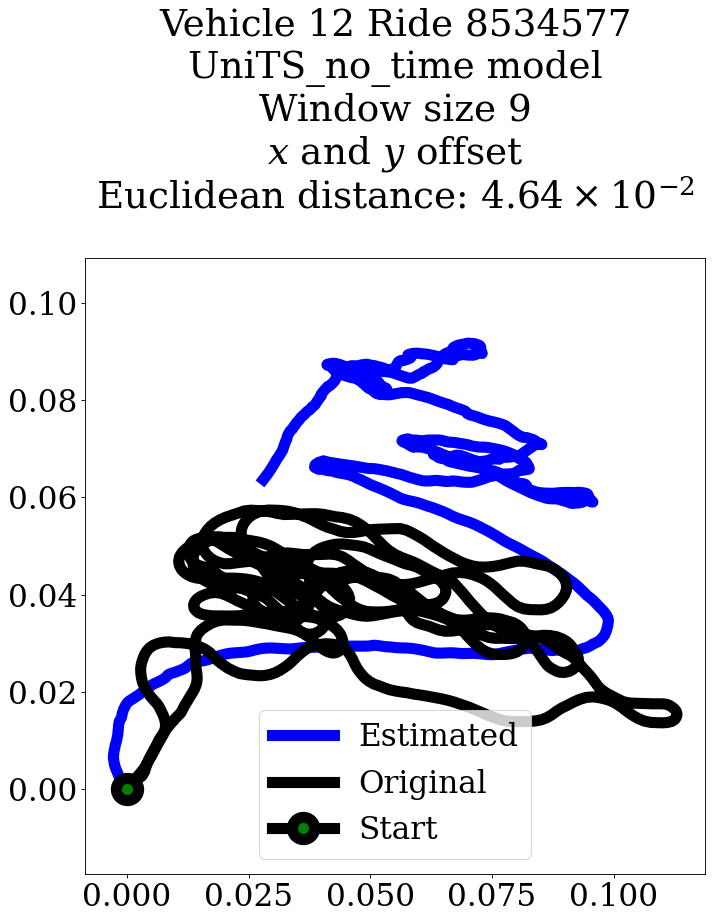 Vehicle 12 Ride 8534577
UniTS_no_time model
Window size 9
x and y offset
Euclidean distance: 4.64 × 10⁻²
0.10
0.08
0.06
0.04
0.02
0.00
Estimated
Original
Start
0.000 0.025 0.050 0.075 0.100